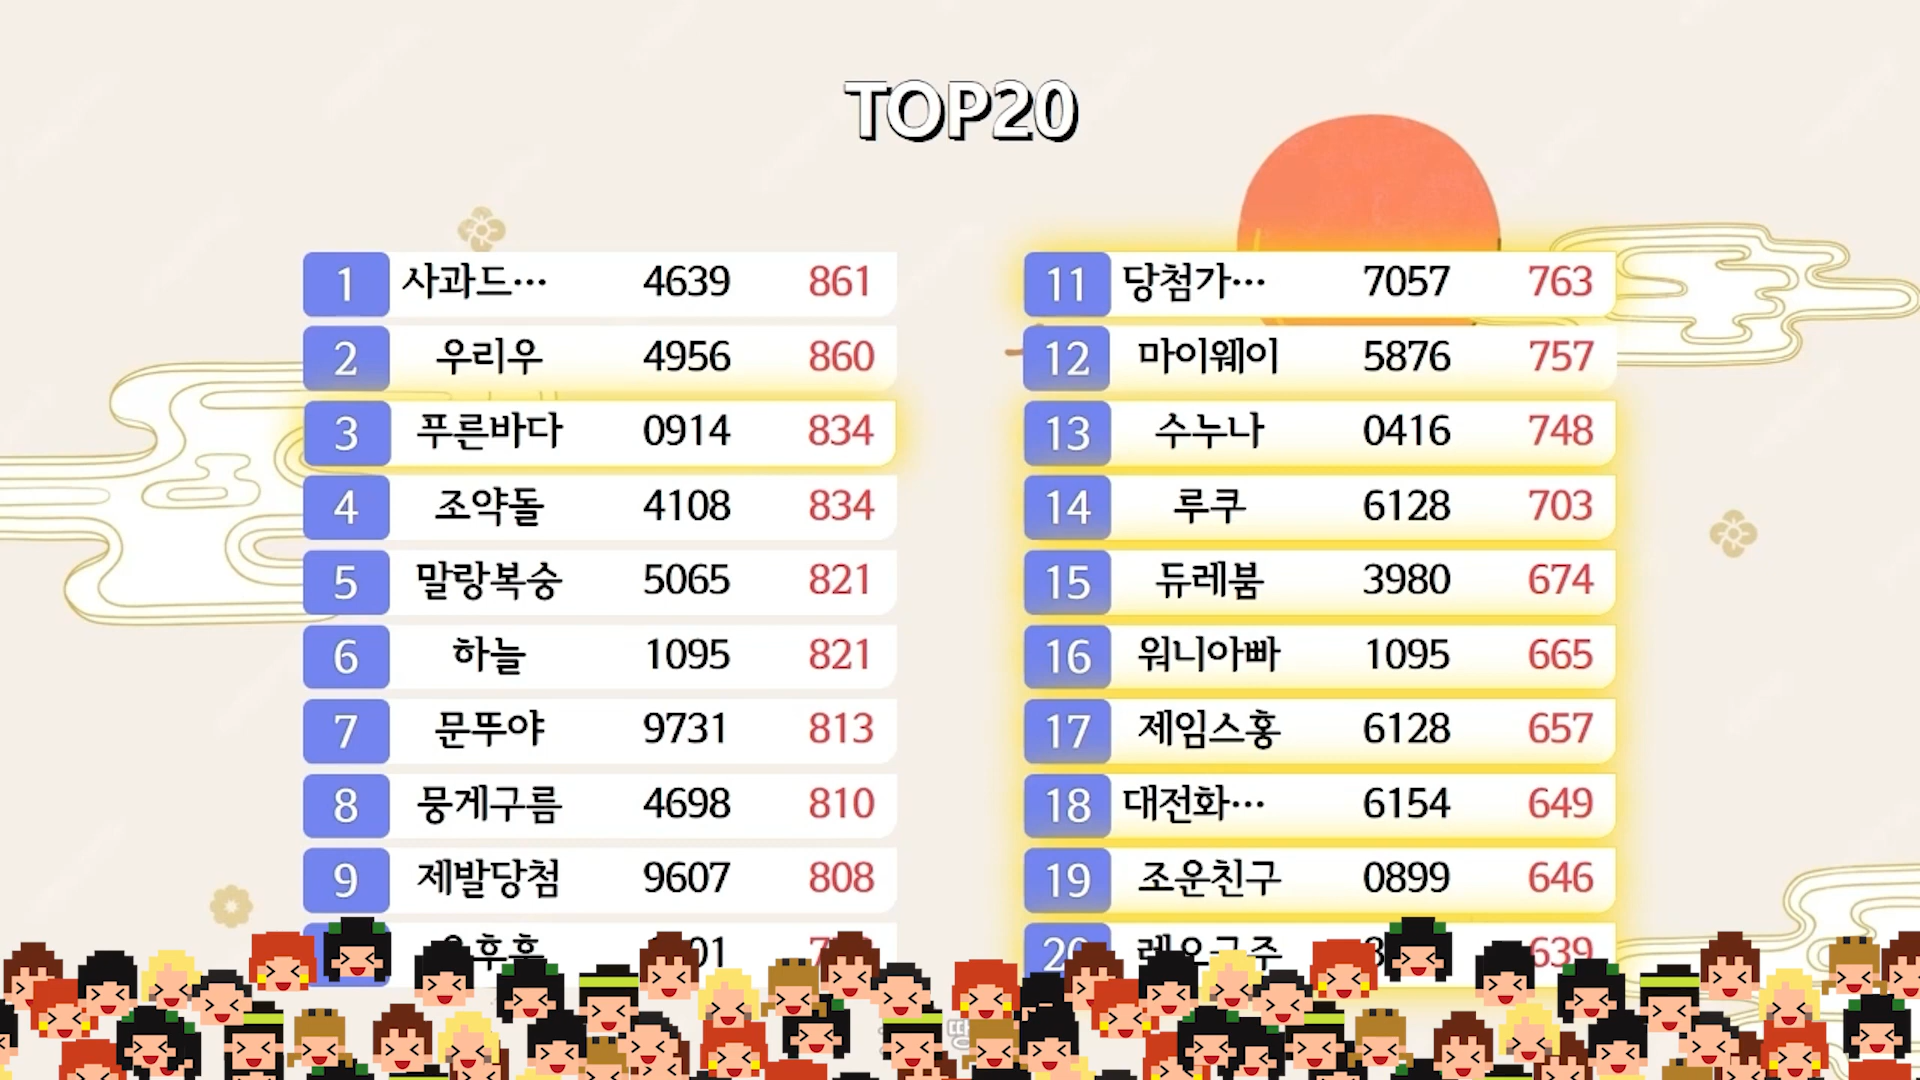 TOP20
1 사과드… 4639 861
2 우리우 4956 860
3 푸른바다 0914 834
4 조약돌 4108 834
5 말랑복숭 5065 821
6 하늘 1095 821
7 문뚜야 9731 813
8 뭉게구름 4698 810
9 제발당첨 9607 808
11 당첨가… 7057 763
12 마이웨이 5876 757
13 수누나 0416 748
14 루쿠 6128 703
15 듀레붐 3980 674
16 워니아빠 1095 665
17 제임스홍 6128 657
18 대전화… 6154 649
19 조운친구 0899 646
20 639